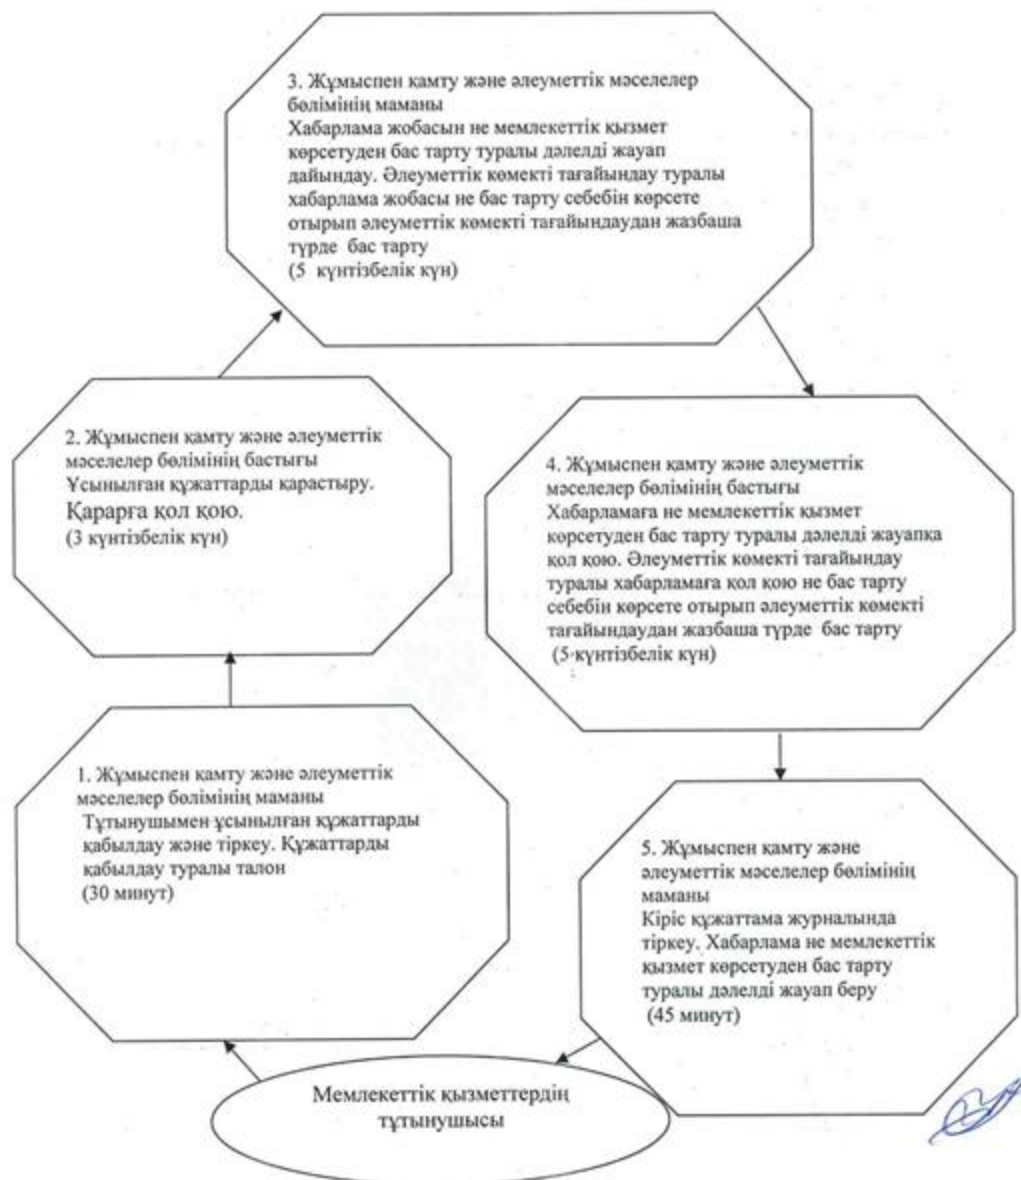 3. Жұмыспен қамту және әлеуметтік мәселелер
бөлімінің маманы
Хабарлама жобасын не мемлекеттік қызмет
көрсетуден бас тарту туралы дәлелді жауап
дайындау. Әлеуметтік көмекті тағайындау туралы
хабарлама жобасы не бас тарту себебін көрсете
отырып әлеуметтік көмекті тағайындаудан жазбаша
түрде бас тарту
(5 күнтізбелік күн)
2. Жұмыспен қамту және әлеуметтік
мәселелер бөлімінің бастығы
Ұсынылған құжаттарды қарастыру.
Қарарға қол қою.
(3 күнтізбелік күн)
4. Жұмыспен қамту және әлеуметтік
мәселелер бөлімінің бастығы
Хабарламаға не мемлекеттік қызмет
көрсетуден бас тарту туралы дәлелді жауапқа
қол қою. Әлеуметтік көмекті тағайындау
туралы хабарламаға қол қою не бас тарту
себебін көрсете отырып әлеуметтік көмекті
тағайындаудан жазбаша түрде бас тарту
(5 күнтізбелік күн)
1. Жұмыспен қамту және әлеуметтік
мәселелер бөлімінің маманы
Тұтынушымен ұсынылған құжаттарды
қабылдау және тіркеу. Құжаттарды
қабылдау туралы талон
(30 минут)
5. Жұмыспен қамту және
әлеуметтік мәселелер бөлімінің
маманы
Кіріс құжаттама журналында
тіркеу. Хабарлама не мемлекеттік
қызмет көрсетуден бас тарту
туралы дәлелді жауап беру
(45 минут)
Мемлекеттік қызметтердің
тұтынушысы